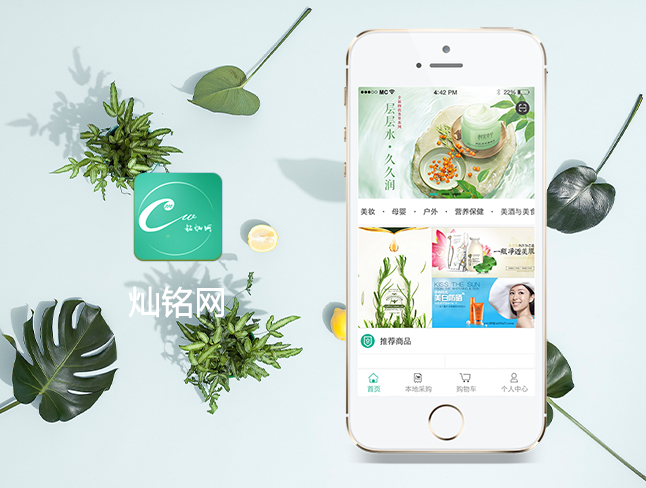 MC
4:42 PM
22%
层层水·久久润
美妆 · 母婴 · 户外 · 营养保健 · 美酒与美食
一瓶净透美肌
KISS THE SUN
美白防晒
推荐商品
首页
本地采购
购物车
个人中心
灿铭网